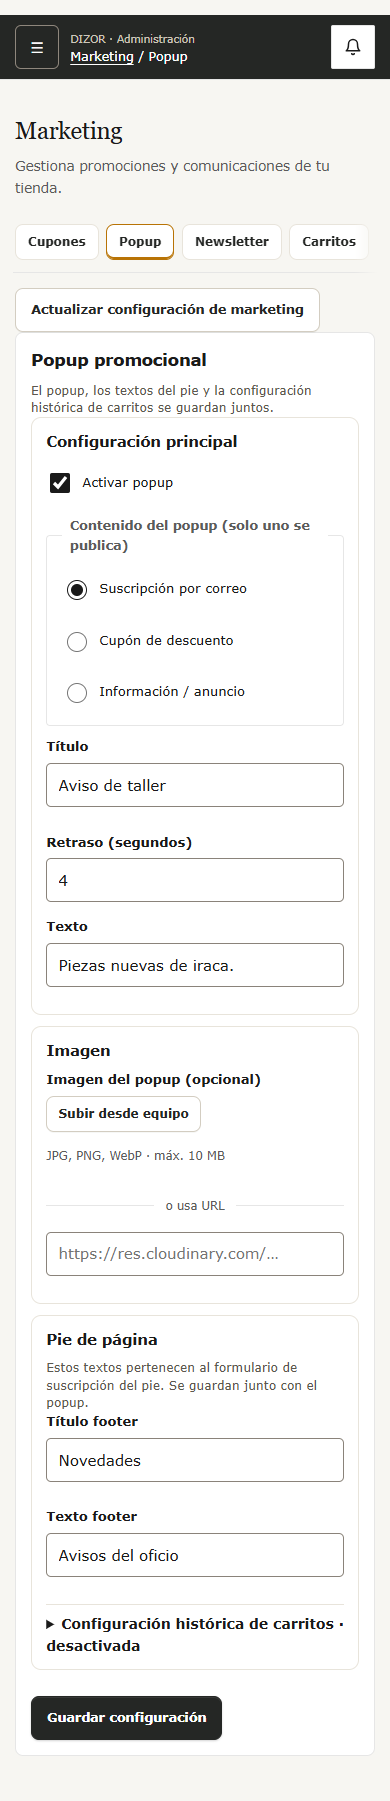 ☰
DIZOR · Administración
Marketing / Popup
Marketing
Gestiona promociones y comunicaciones de tu
tienda.
Cupones
Popup
Newsletter
Carritos
Actualizar configuración de marketing
Popup promocional
El popup, los textos del pie y la configuración
histórica de carritos se guardan juntos.
Configuración principal
Activar popup
Contenido del popup (solo uno se
publica)
Suscripción por correo
Cupón de descuento
Información / anuncio
Título
Aviso de taller
Retraso (segundos)
4
Texto
Piezas nuevas de iraca.
Imagen
Imagen del popup (opcional)
Subir desde equipo
JPG, PNG, WebP · máx. 10 MB
o usa URL
https://res.cloudinary.com/...
Pie de página
Estos textos pertenecen al formulario de
suscripción del pie. Se guardan junto con el
popup.
Título footer
Novedades
Texto footer
Avisos del oficio
▶ Configuración histórica de carritos ·
desactivada
Guardar configuración